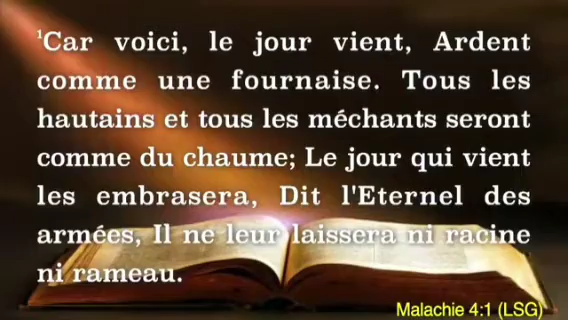 ¹Car voici, le jour vient, Ardent
comme une fournaise. Tous les
hautains et tous les méchants seront
comme du chaume; Le jour qui vient
les embrasera, Dit l'Eternel des
armées, Il ne leur laissera ni racine
ni rameau.
Malachie 4:1 (LSG)